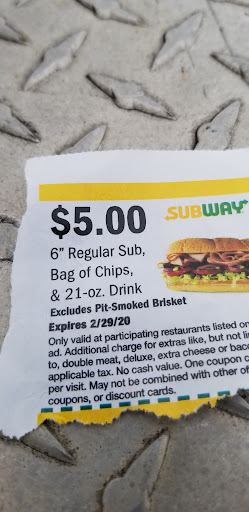 $5.00
SUBWAY
6" Regular Sub,
Bag of Chips,
& 21-oz. Drink
Excludes Pit-Smoked Brisket
Expires 2/29/20
Only valid at participating restaurants listed on
ad. Additional charge for extras like, but not
to, double meat, deluxe, extra cheese or
applicable tax. No cash value. One coupon
per visit. May not be combined with other
coupons, or discount cards.